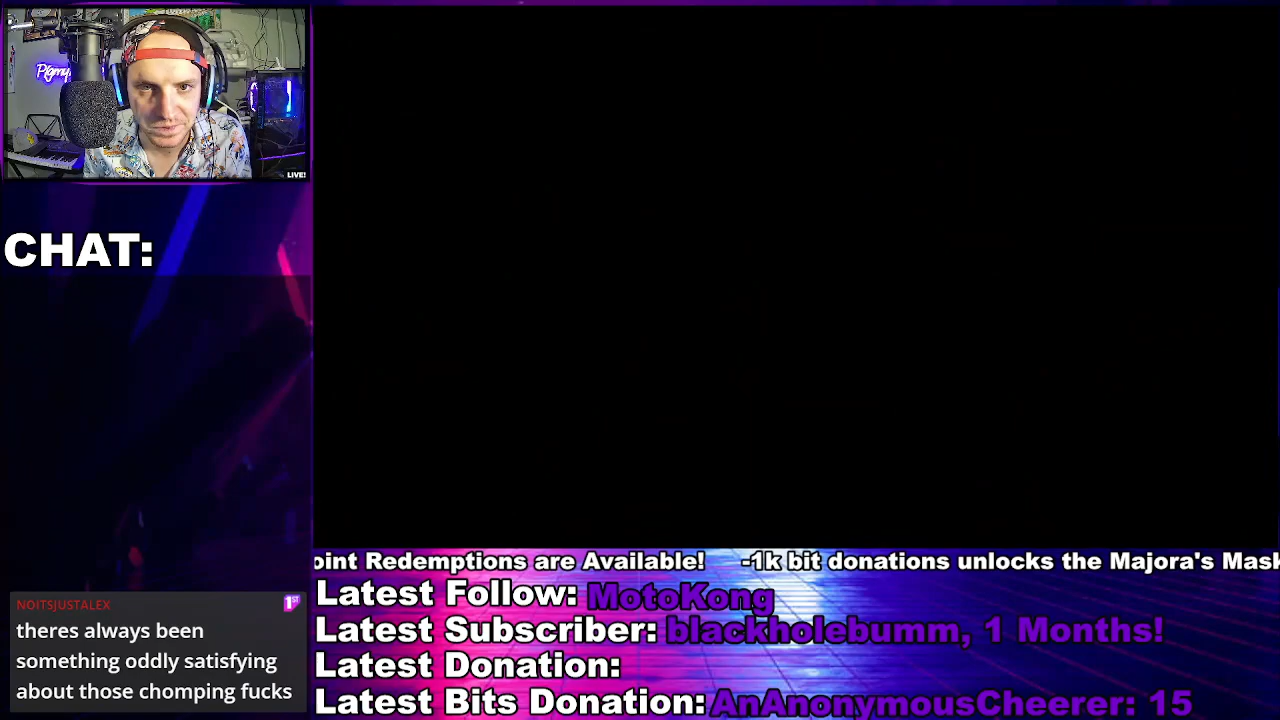 Pigmy
LIVE!
CHAT:
NOITSJUSTALEX
1ST
theres always been
something oddly satisfying
about those chomping fucks
oint Redemptions are Available! -1k bit donations unlocks the Majora's Mask
Latest Follow: MotoKong
Latest Subscriber: blackholebumm, 1 Months!
Latest Donation:
Latest Bits Donation: AnAnonymousCheerer: 15